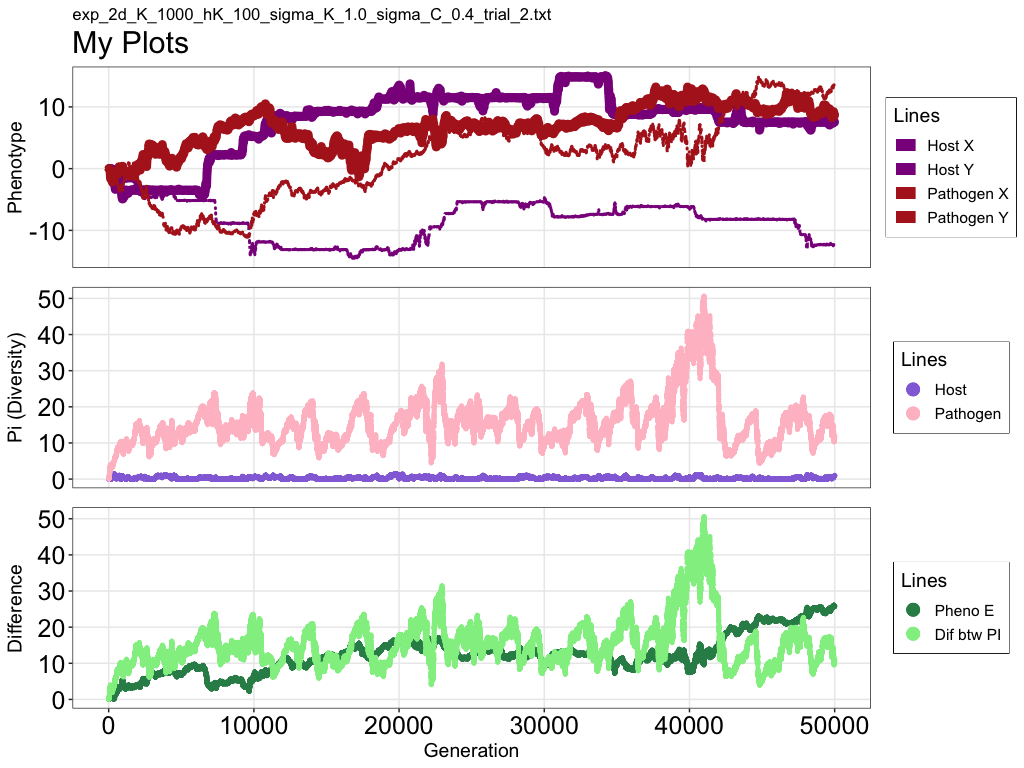 exp_2d_K_1000_hK_100_sigma_K_1.0_sigma_C_0.4_trial_2.txt
My Plots
Phenotype
10
0
-10
Lines
Host X
Host Y
Pathogen X
Pathogen Y
Pi (Diversity)
50
40
30
20
10
0
Lines
Host
Pathogen
Difference
50
40
30
20
10
0
Lines
Pheno E
Dif btw PI
0 10000 20000 30000 40000 50000
Generation